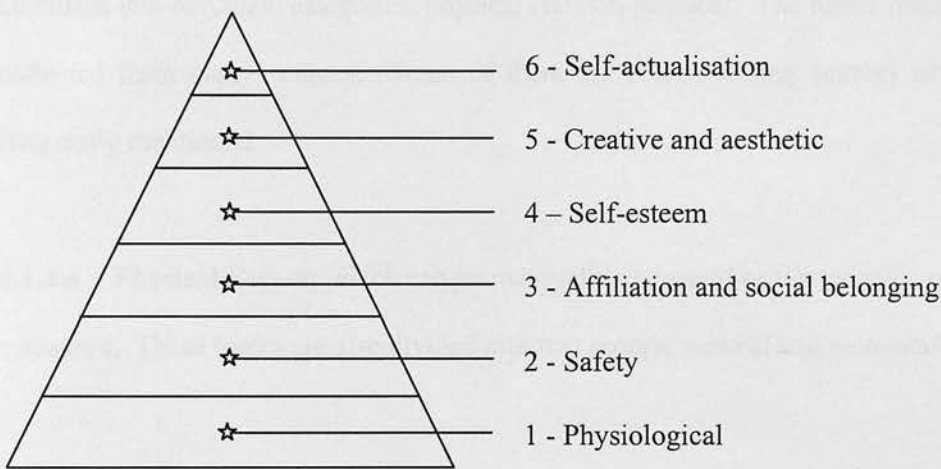 6 - Self-actualisation
5 - Creative and aesthetic
4 – Self-esteem
3 - Affiliation and social belonging
2 - Safety
1 - Physiological